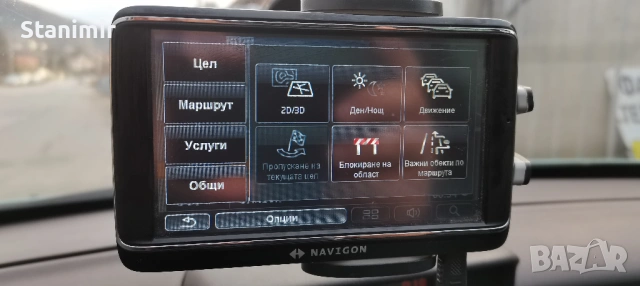 Stanimir
Цел
Маршрут
Услуги
Общи
2D/3D
Ден/Нощ
Движение
Пропускане на
текущата цел
Блокиране на
област
Важни обекти по
маршрута
Опции
NAVIGON
BAZAR